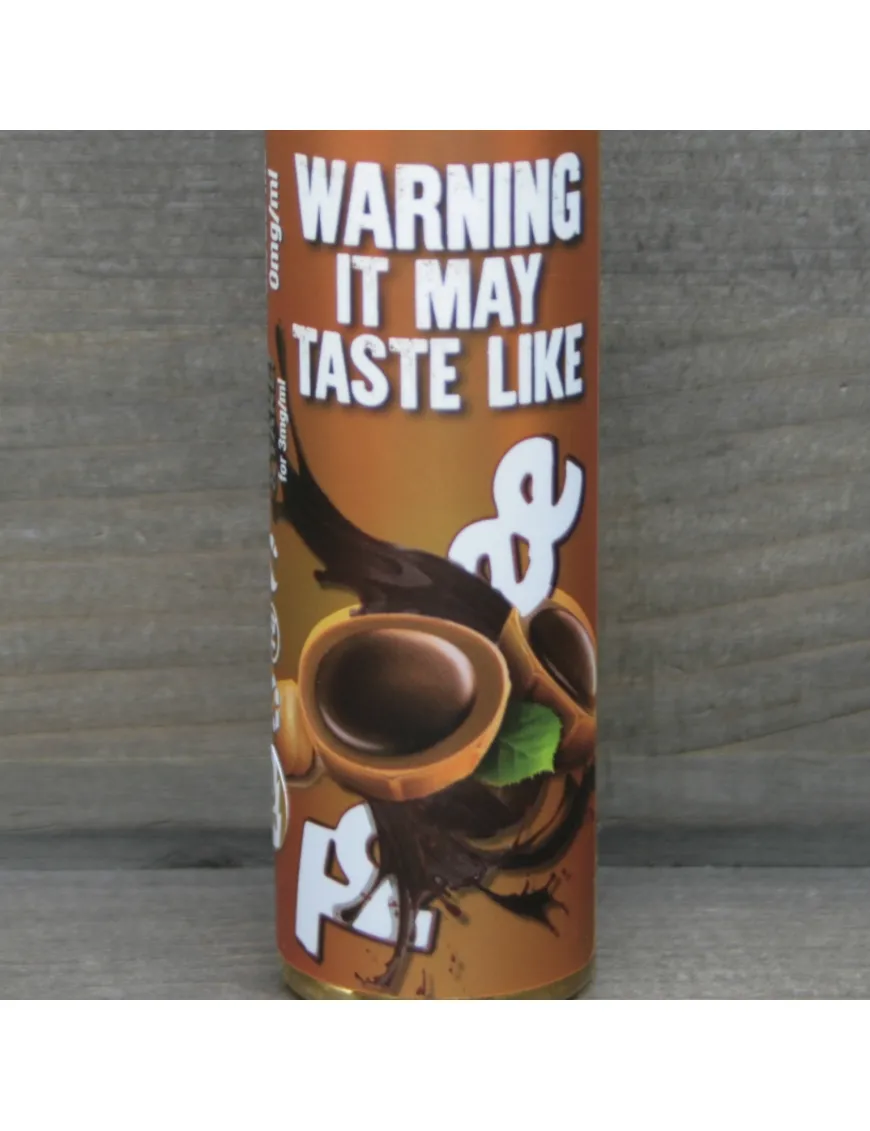 WARNING
IT MAY
TASTE LIKE
0mg/ml
for 3mg/ml